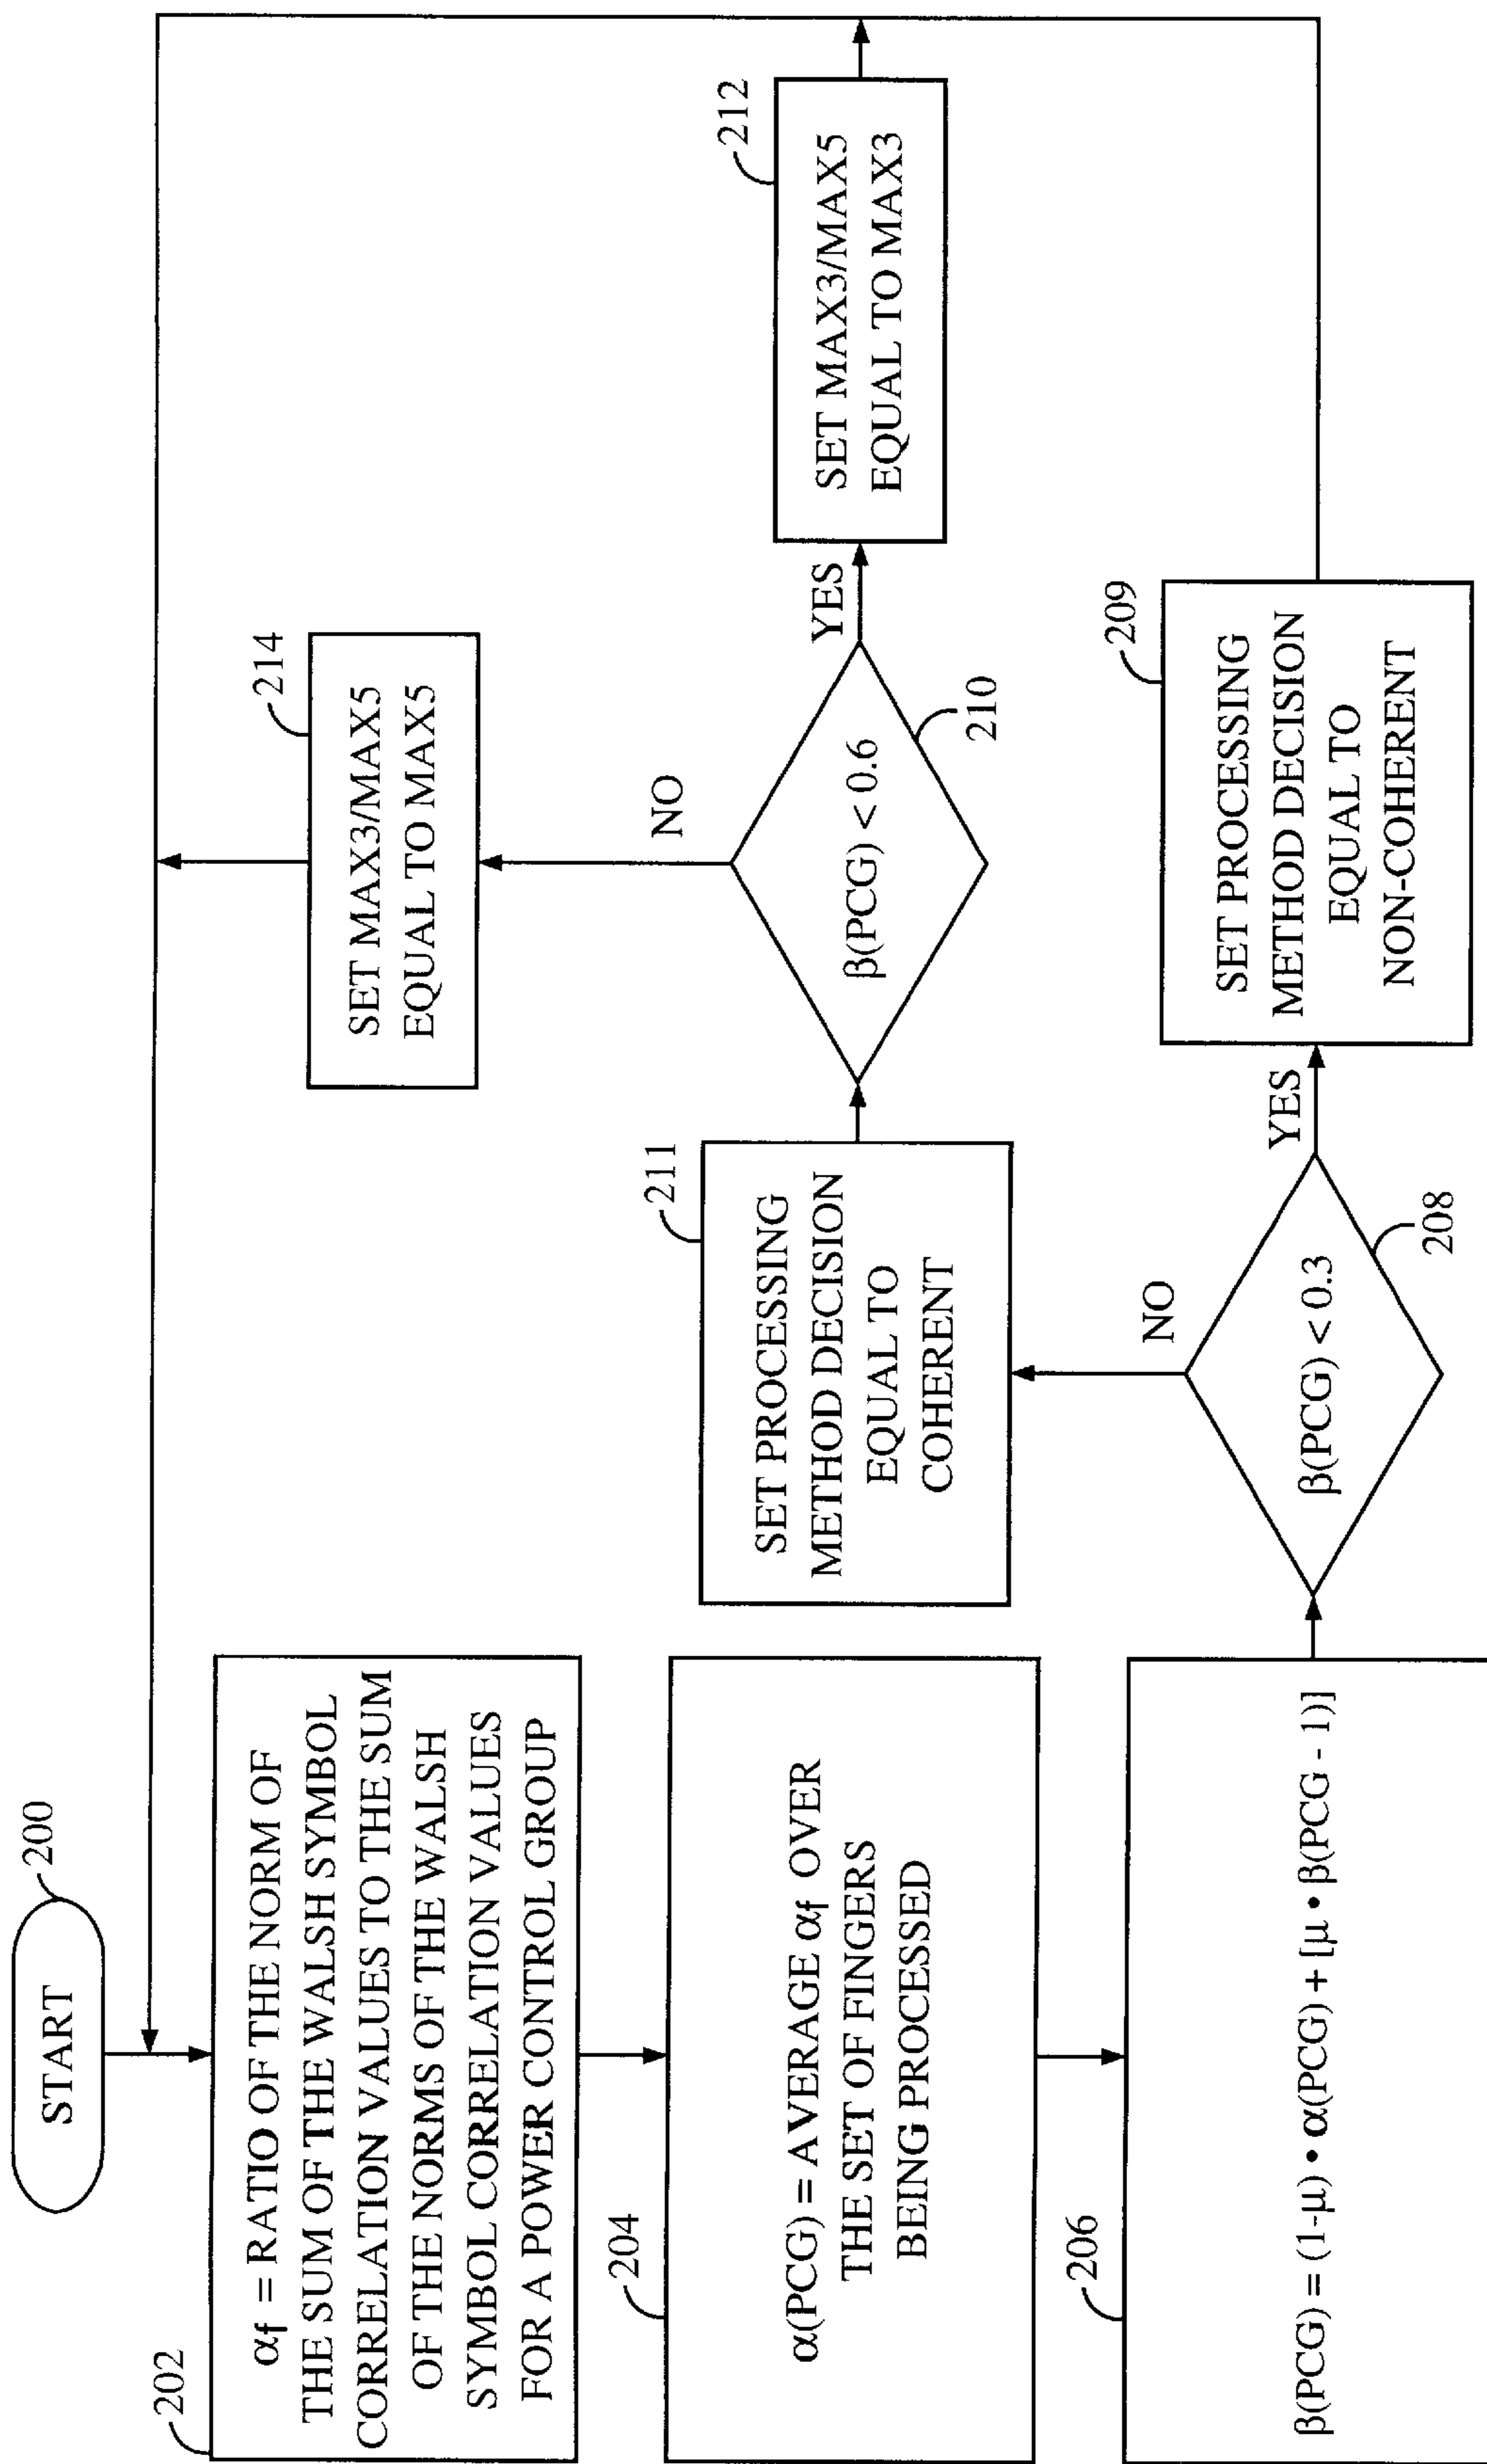 START
200
202
αf = RATIO OF THE NORM OF
THE SUM OF THE WALSH SYMBOL
CORRELATION VALUES TO THE SUM
OF THE NORMS OF THE WALSH
SYMBOL CORRELATION VALUES
FOR A POWER CONTROL GROUP
204
α(PCG) = AVERAGE αf OVER
THE SET OF FINGERS
BEING PROCESSED
206
β(PCG) = (1-μ) • α(PCG) + [μ • β(PCG - 1)]
β(PCG) < 0.3
208
NO
YES
211
SET PROCESSING
METHOD DECISION
EQUAL TO
COHERENT
209
SET PROCESSING
METHOD DECISION
EQUAL TO
NON-COHERENT
β(PCG) < 0.6
210
NO
YES
214
SET MAX3/MAX5
EQUAL TO MAX5
212
SET MAX3/MAX5
EQUAL TO MAX3